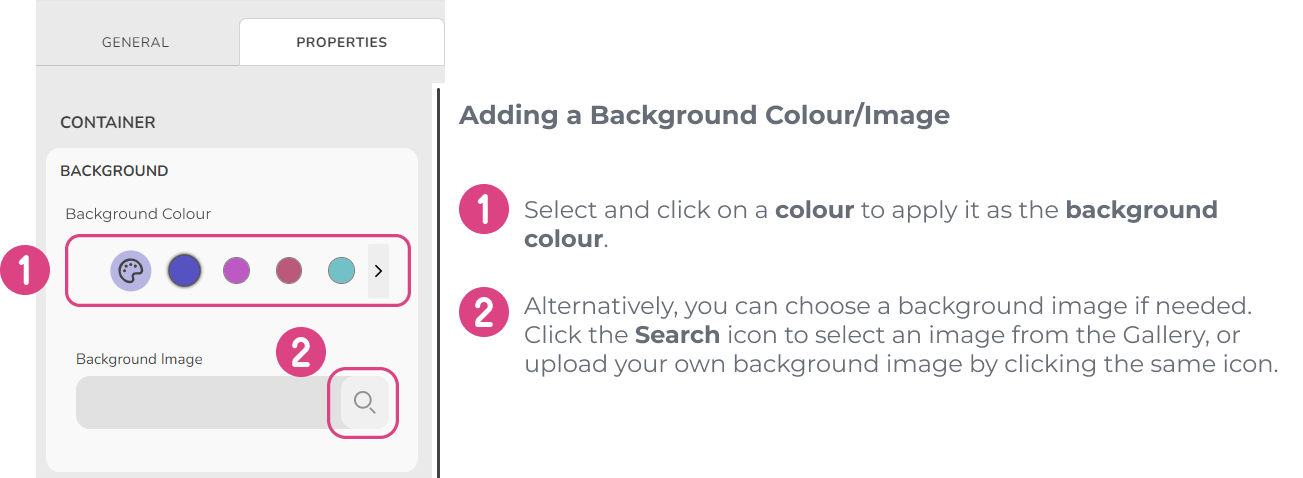 GENERAL
PROPERTIES
CONTAINER
BACKGROUND
Background Colour
1
2
Background Image
Adding a Background Colour/Image
1
Select and click on a colour to apply it as the background
colour.
2
Alternatively, you can choose a background image if needed.
Click the Search icon to select an image from the Gallery, or
upload your own background image by clicking the same icon.